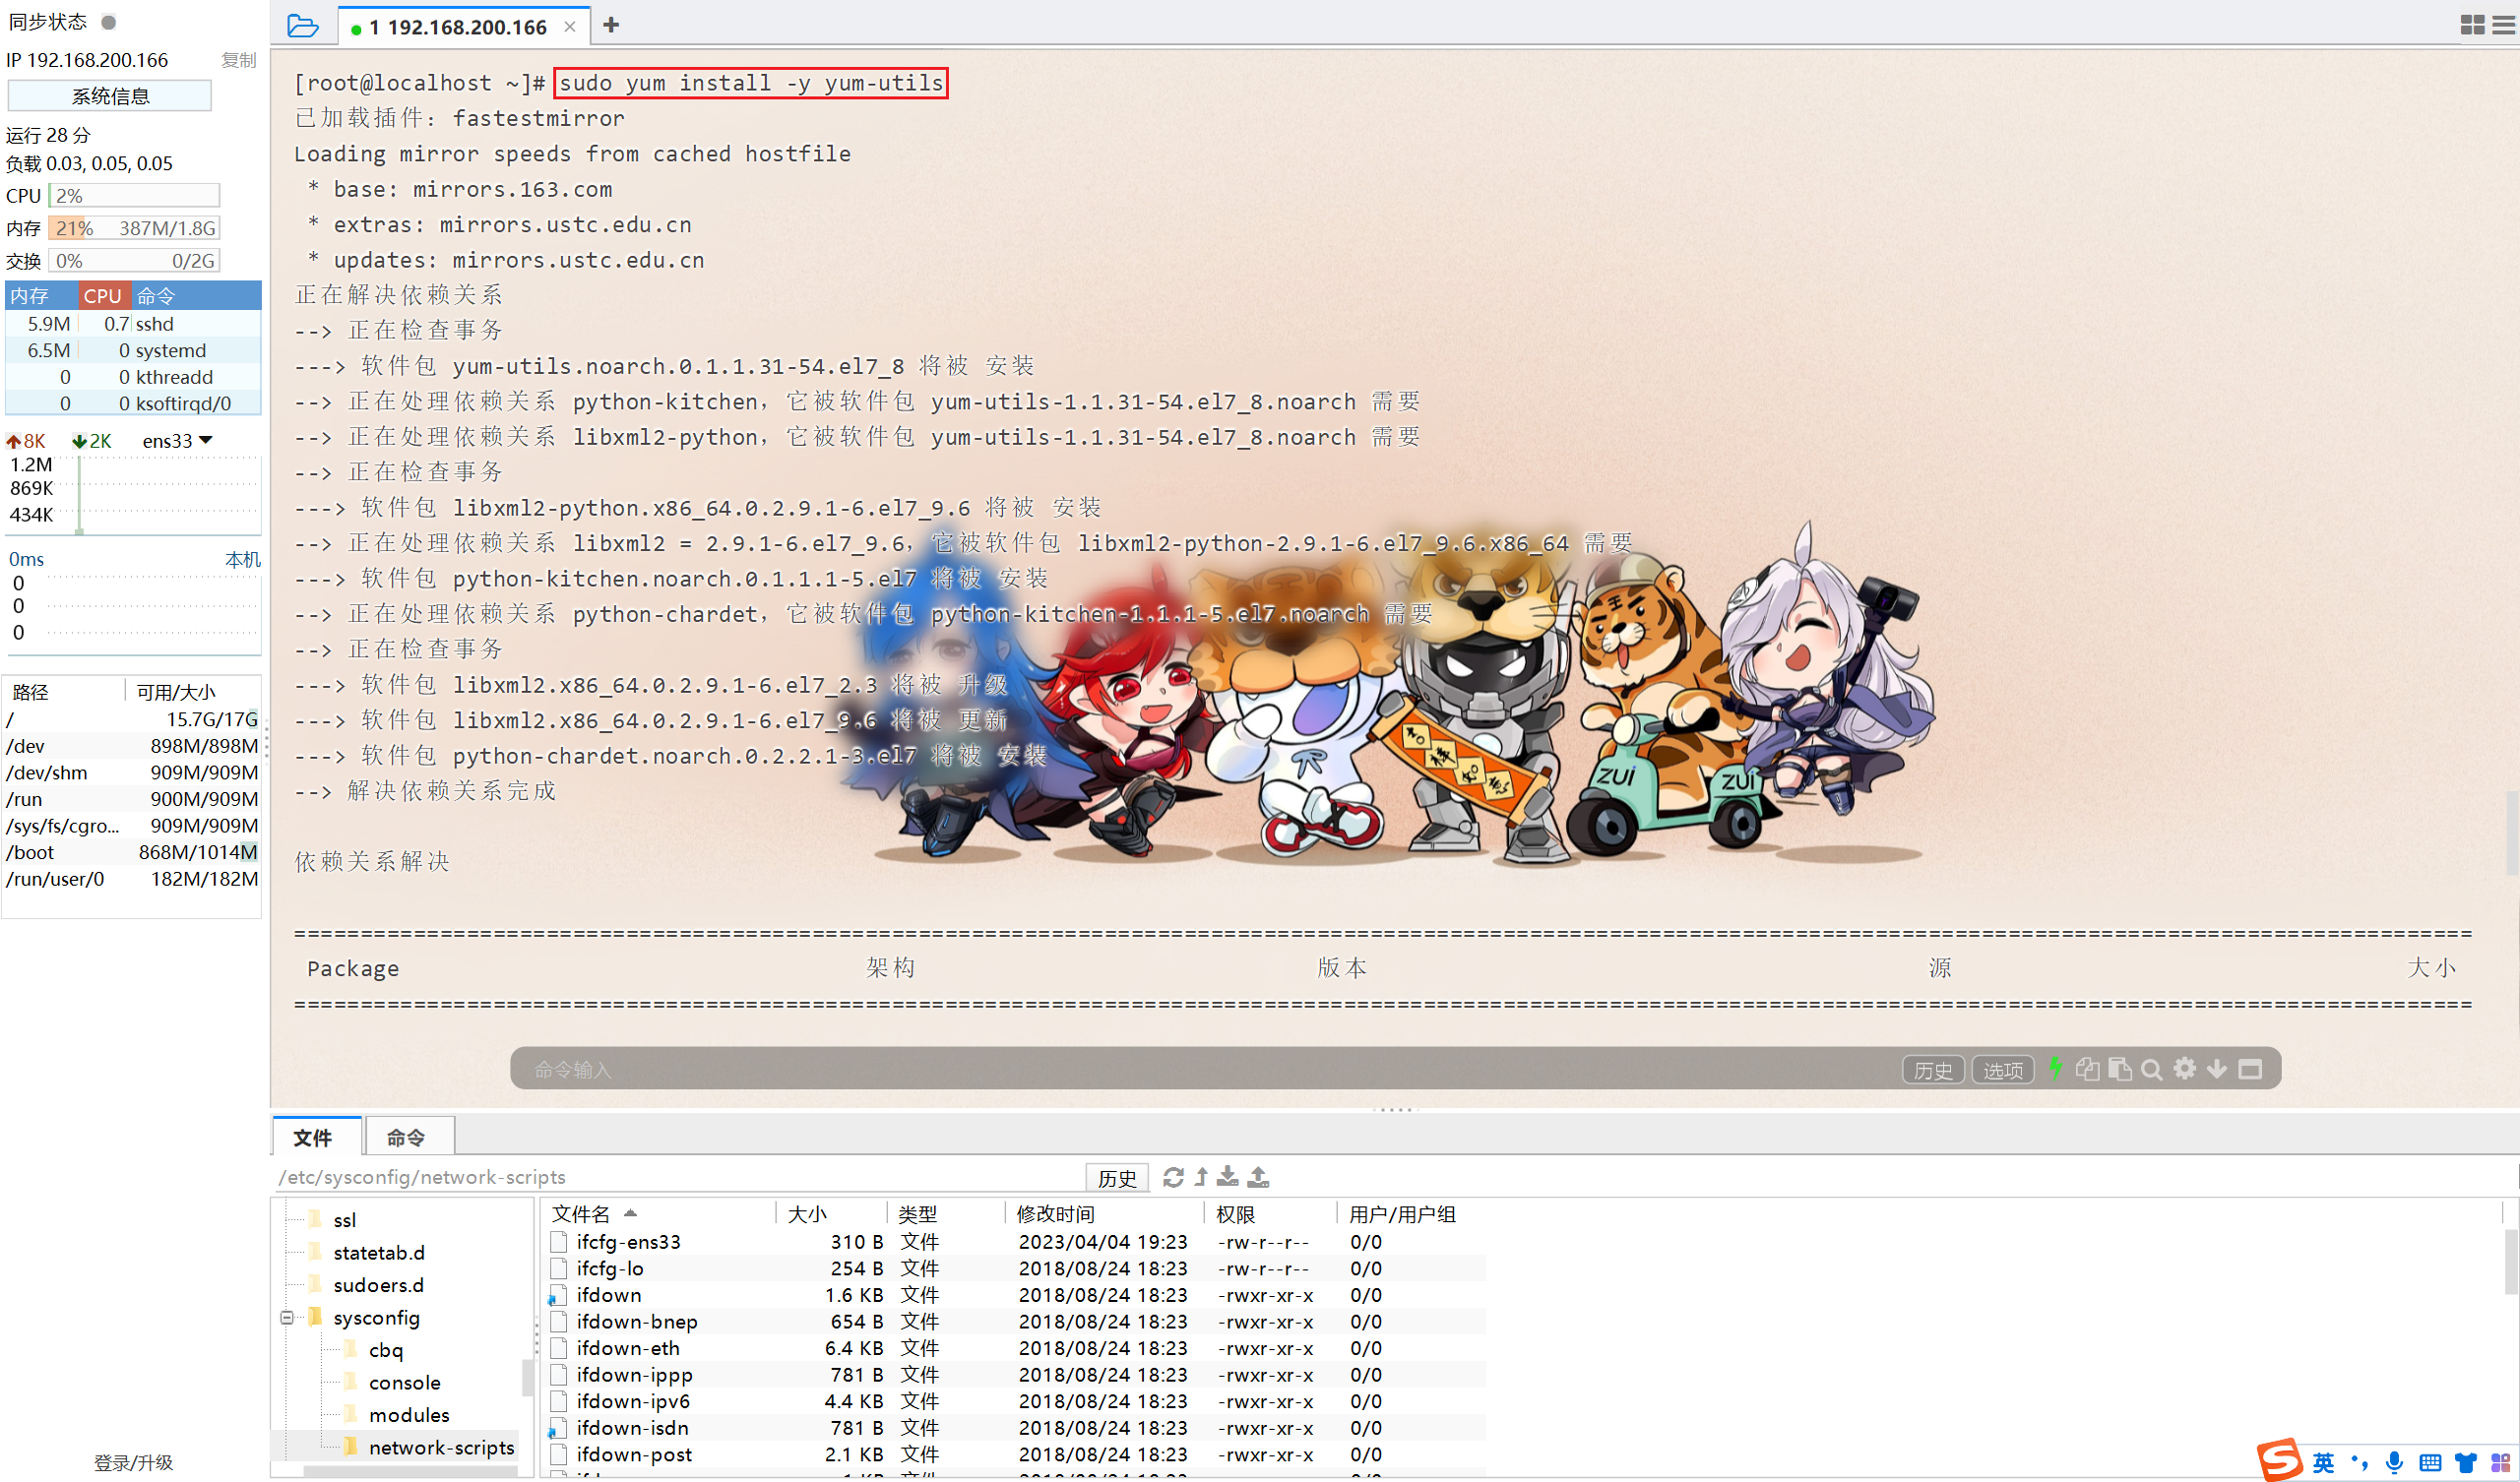 同步状态
IP 192.168.200.166 复制
系统信息
运行 28 分
负载 0.03, 0.05, 0.05
CPU 2%
内存 21% 387M/1.8G
交换 0% 0/2G
内存 CPU 命令
5.9M 0.7 sshd
6.5M 0 systemd
0 0 kthreadd
0 0 ksoftirqd/0
8K 2K ens33
1.2M
869K
434K
0ms 本机
0
0
0
路径 可用/大小
/ 15.7G/17G
/dev 898M/898M
/dev/shm 909M/909M
/run 900M/909M
/sys/fs/cgro... 909M/909M
/boot 868M/1014M
/run/user/0 182M/182M
登录/升级
1 192.168.200.166
[root@localhost ~]# sudo yum install -y yum-utils
已加载插件：fastestmirror
Loading mirror speeds from cached hostfile
* base: mirrors.163.com
* extras: mirrors.ustc.edu.cn
* updates: mirrors.ustc.edu.cn
正在解决依赖关系
--> 正在检查事务
---> 软件包 yum-utils.noarch.0.1.1.31-54.el7_8 将被 安装
--> 正在处理依赖关系 python-kitchen，它被软件包 yum-utils-1.1.31-54.el7_8.noarch 需要
--> 正在处理依赖关系 libxml2-python，它被软件包 yum-utils-1.1.31-54.el7_8.noarch 需要
--> 正在检查事务
---> 软件包 libxml2-python.x86_64.0.2.9.1-6.el7_9.6 将被 安装
--> 正在处理依赖关系 libxml2 = 2.9.1-6.el7_9.6，它被软件包 libxml2-python-2.9.1-6.el7_9.6.x86_64 需要
---> 软件包 python-kitchen.noarch.0.1.1.1-5.el7 将被 安装
--> 正在处理依赖关系 python-chardet，它被软件包 python-kitchen-1.1.1-5.el7.noarch 需要
--> 正在检查事务
---> 软件包 libxml2.x86_64.0.2.9.1-6.el7_2.3 将被 升级
---> 软件包 libxml2.x86_64.0.2.9.1-6.el7_9.6 将被 更新
---> 软件包 python-chardet.noarch.0.2.2.1-3.el7 将被 安装
--> 解决依赖关系完成
依赖关系解决
Package 架构 版本 源 大小
ZUI
ZUI
命令输入 历史 选项
文件 命令
/etc/sysconfig/network-scripts 历史
ssl
statetab.d
sudoers.d
sysconfig
cbq
console
modules
network-scripts
文件名 大小 类型 修改时间 权限 用户/用户组
ifcfg-ens33 310 B 文件 2023/04/04 19:23 -rw-r--r-- 0/0
ifcfg-lo 254 B 文件 2018/08/24 18:23 -rw-r--r-- 0/0
ifdown 1.6 KB 文件 2018/08/24 18:23 -rwxr-xr-x 0/0
ifdown-bnep 654 B 文件 2018/08/24 18:23 -rwxr-xr-x 0/0
ifdown-eth 6.4 KB 文件 2018/08/24 18:23 -rwxr-xr-x 0/0
ifdown-ippp 781 B 文件 2018/08/24 18:23 -rwxr-xr-x 0/0
ifdown-ipv6 4.4 KB 文件 2018/08/24 18:23 -rwxr-xr-x 0/0
ifdown-isdn 781 B 文件 2018/08/24 18:23 -rwxr-xr-x 0/0
ifdown-post 2.1 KB 文件 2018/08/24 18:23 -rwxr-xr-x 0/0
英